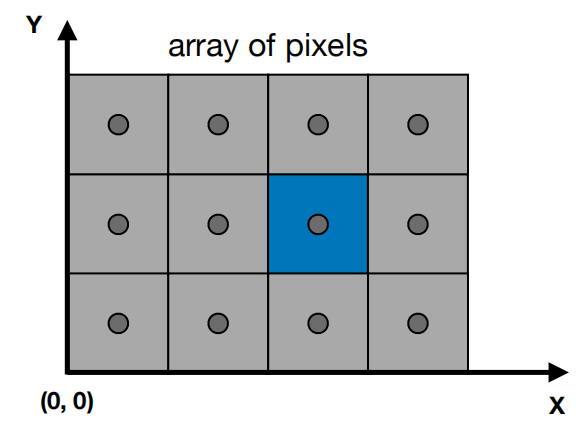 Y
array of pixels
(0, 0)
X